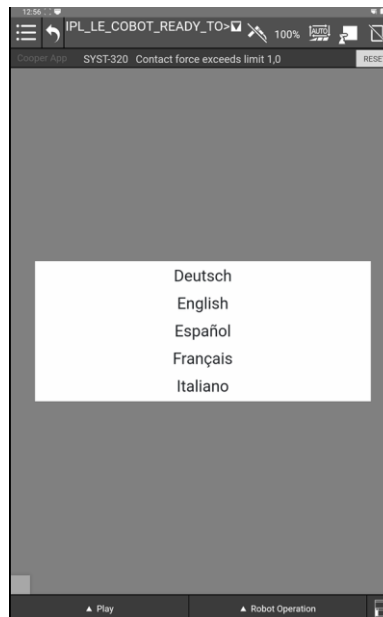 12:56
IPL_LE_COBOT_READY_TO>
100%
AUTO
Cooper App SYST-320 Contact force exceeds limit 1,0 RESE
Deutsch
English
Español
Français
Italiano
▲ Play ▲ Robot Operation